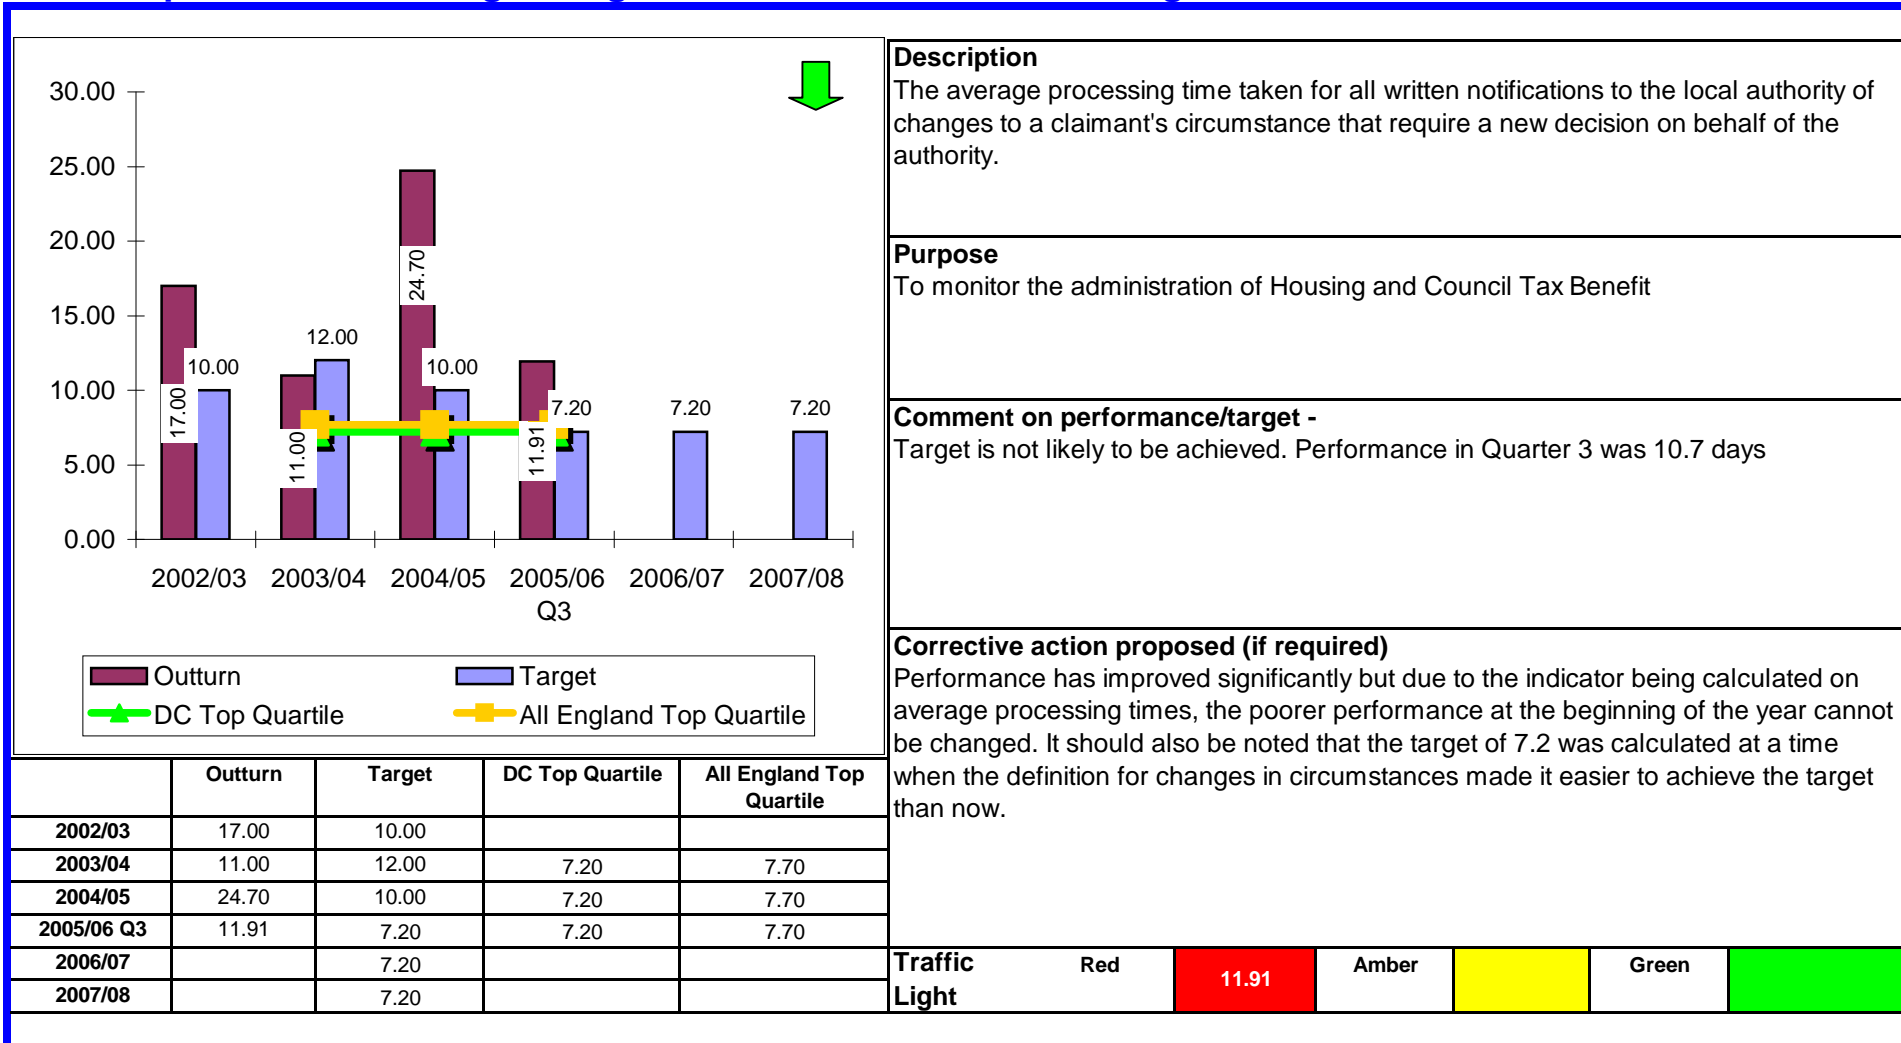 30.00
25.00
20.00
15.00
10.00
5.00
0.00
17.00
10.00
11.00
12.00
24.70
10.00
11.91
7.20
7.20
7.20
2002/03 2003/04 2004/05 2005/06 2006/07 2007/08
Q3
Outturn Target
DC Top Quartile All England Top Quartile
Outturn Target DC Top Quartile All England Top
Quartile
2002/03 17.00 10.00
2003/04 11.00 12.00 7.20 7.70
2004/05 24.70 10.00 7.20 7.70
2005/06 Q3 11.91 7.20 7.20 7.70
2006/07 7.20
2007/08 7.20
Description
The average processing time taken for all written notifications to the local authority of
changes to a claimant's circumstance that require a new decision on behalf of the
authority.
Purpose
To monitor the administration of Housing and Council Tax Benefit
Comment on performance/target -
Target is not likely to be achieved. Performance in Quarter 3 was 10.7 days
Corrective action proposed (if required)
Performance has improved significantly but due to the indicator being calculated on
average processing times, the poorer performance at the beginning of the year cannot
be changed. It should also be noted that the target of 7.2 was calculated at a time
when the definition for changes in circumstances made it easier to achieve the target
than now.
Traffic Red 11.91 Amber Green
Light